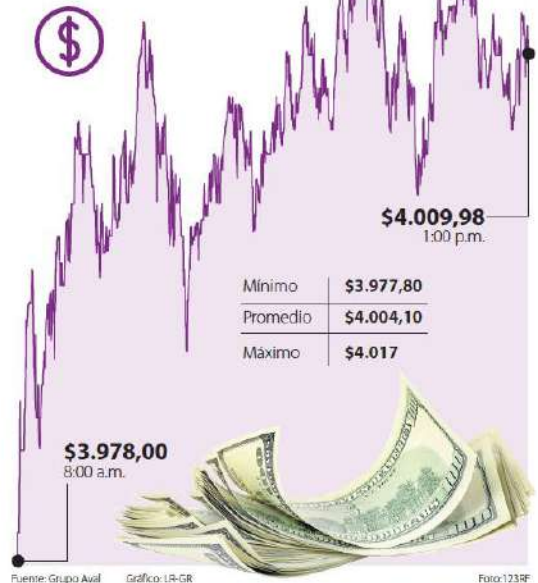 $
$4.009,98
1:00 p.m.
Mínimo $3.977,80
Promedio $4.004,10
Máximo $4.017
$3.978,00
8:00 a.m.
Fuente: Grupo Aval Gráfico: LR-GR Foto:123RF